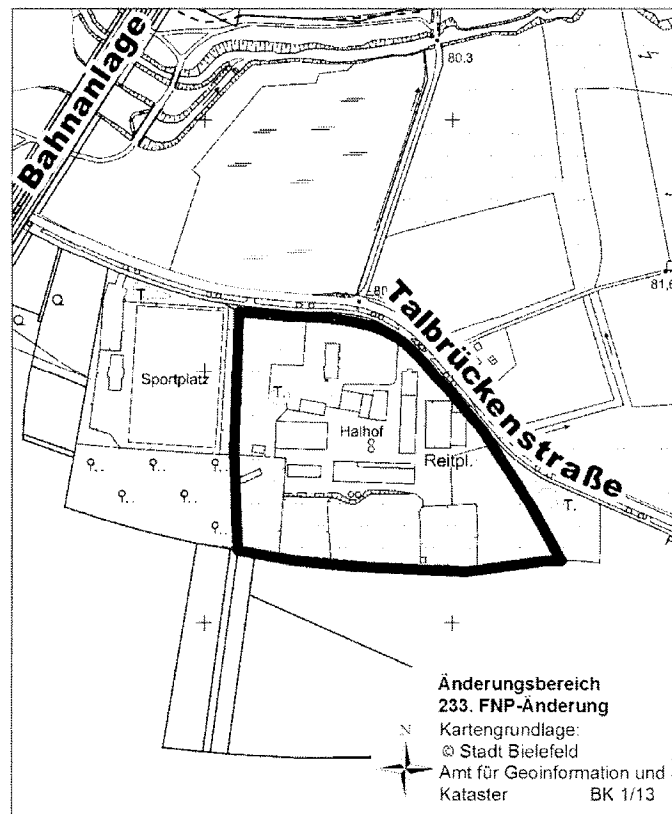 Bahnanlage
80.3
81,6
80
T.
Talbrückenstraße
Sportplatz
T.
Halhof
8
Reitpl.
T.
Änderungsbereich
233. FNP-Änderung
N
Kartengrundlage:
© Stadt Bielefeld
Amt für Geoinformation und
Kataster BK 1/13